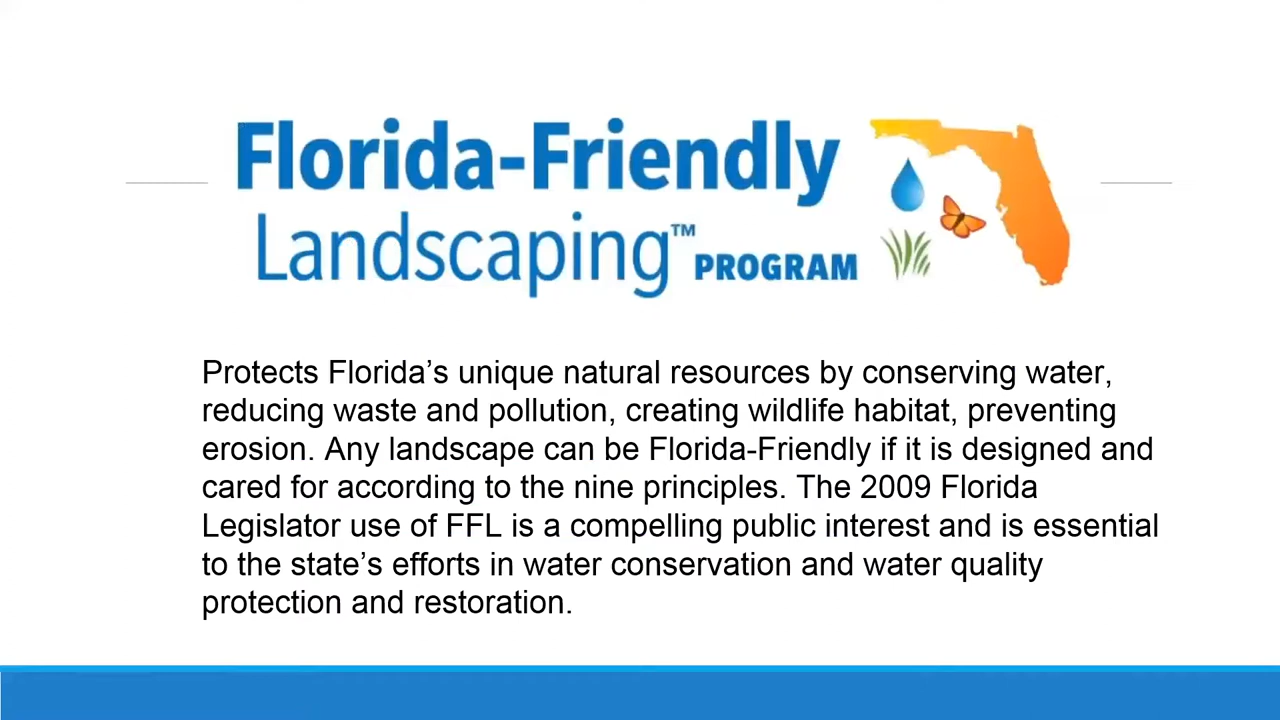 Florida-Friendly
Landscaping™ PROGRAM
Protects Florida’s unique natural resources by conserving water,
reducing waste and pollution, creating wildlife habitat, preventing
erosion. Any landscape can be Florida-Friendly if it is designed and
cared for according to the nine principles. The 2009 Florida
Legislator use of FFL is a compelling public interest and is essential
to the state’s efforts in water conservation and water quality
protection and restoration.